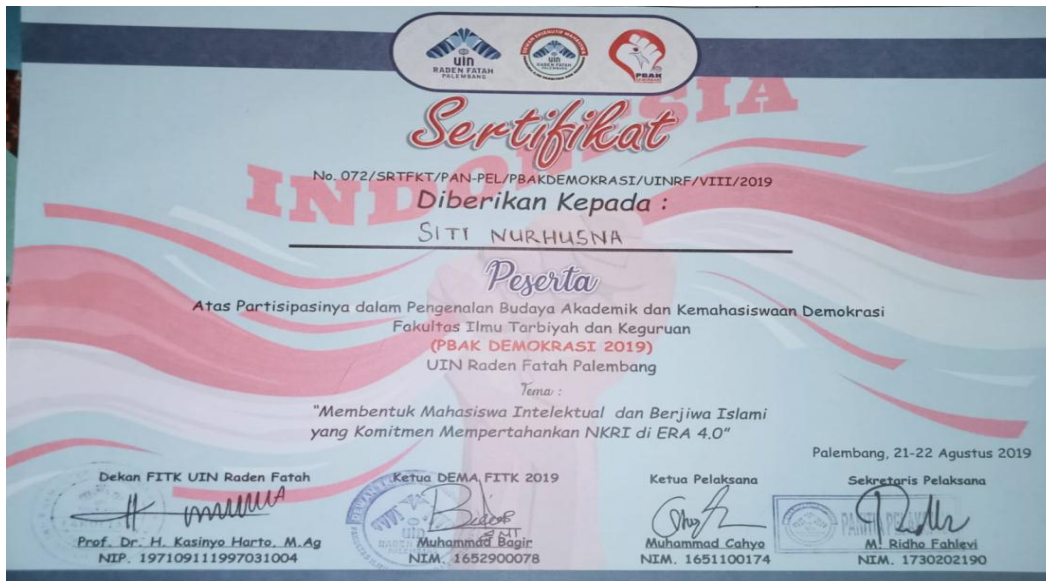 uin
RADEN FATAH
PALEMBANG
uin
RADEN FATAH
PBAK
INDONESIA
Sertifikat
No. 072/SRTFKT/PAN-PEL/PBAKDEMOKRASI/UINRF/VIII/2019
Diberikan Kepada :
SITI NURHUSNA
Peserta
Atas Partisipasinya dalam Pengenalan Budaya Akademik dan Kemahasiswaan Demokrasi
Fakultas Ilmu Tarbiyah dan Keguruan
(PBAK DEMOKRASI 2019)
UIN Raden Fatah Palembang
Tema :
"Membentuk Mahasiswa Intelektual dan Berjiwa Islami
yang Komitmen Mempertahankan NKRI di ERA 4.0"
Palembang, 21-22 Agustus 2019
Dekan FITK UIN Raden Fatah
Prof. Dr. H. Kasinyo Harto, M.Ag
NIP. 197109111997031004
Ketua DEMA FITK 2019
Muhammad Bagir
NIM. 1652900078
Ketua Pelaksana
Muhammad Cahyo
NIM. 1651100174
Sekretaris Pelaksana
M. Ridho Fahlevi
NIM. 1730202190